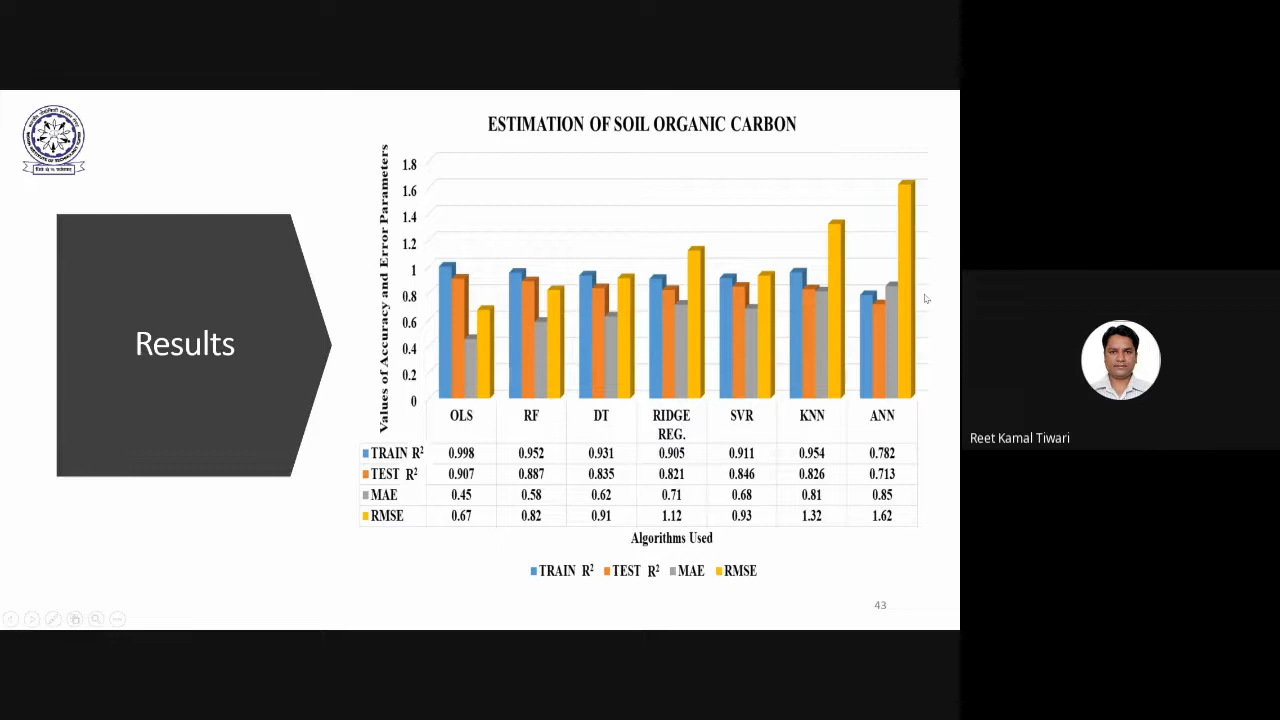 ESTIMATION OF SOIL ORGANIC CARBON
Values of Accuracy and Error Parameters
1.8
1.6
1.4
1.2
1
0.8
0.6
0.4
0.2
0
Results
OLS RF DT RIDGE REG. SVR KNN ANN
TRAIN R² 0.998 0.952 0.931 0.905 0.911 0.954 0.782
TEST R² 0.907 0.887 0.835 0.821 0.846 0.826 0.713
MAE 0.45 0.58 0.62 0.71 0.68 0.81 0.85
RMSE 0.67 0.82 0.91 1.12 0.93 1.32 1.62
Algorithms Used
TRAIN R² TEST R² MAE RMSE
43
Reet Kamal Tiwari